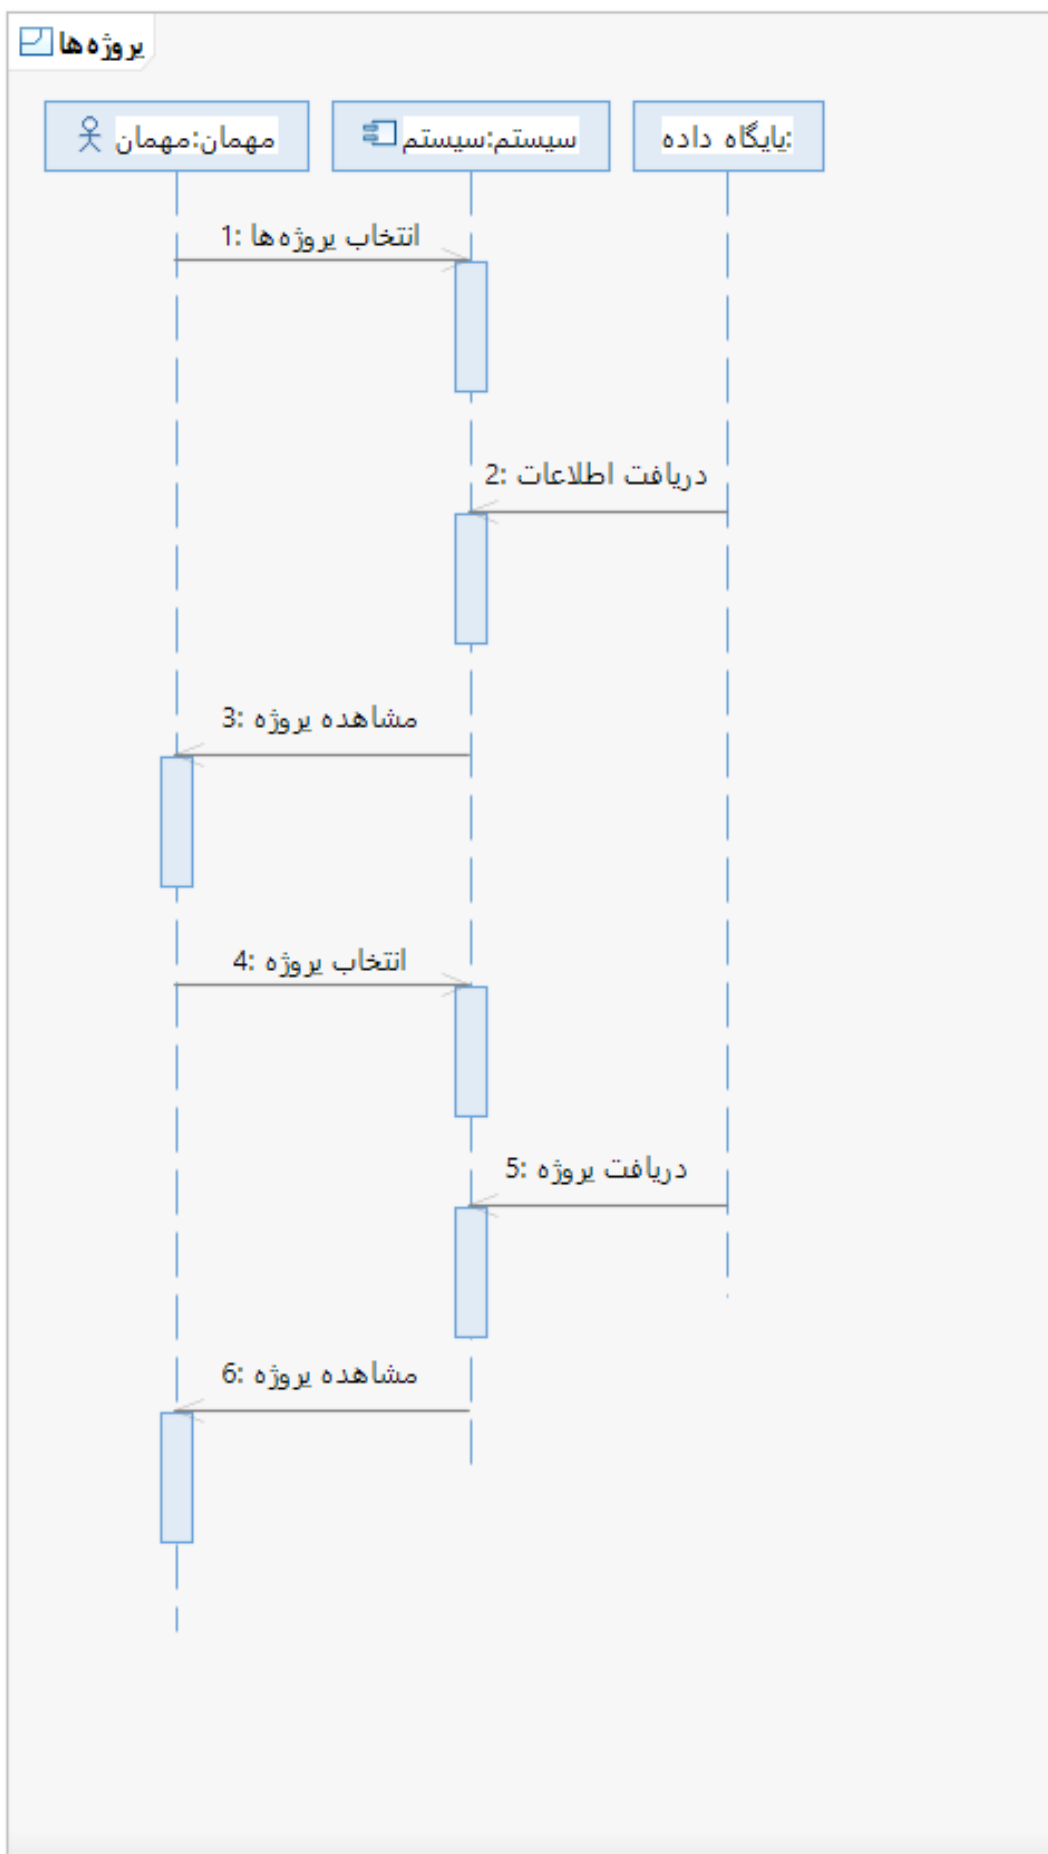 پروژه‌ها
مهمان:مهمان
سیستم:سیستم
:پایگاه داده
1: انتخاب پروژه‌ها
2: دریافت اطلاعات
3: مشاهده پروژه
4: انتخاب پروژه
5: دریافت پروژه
6: مشاهده پروژه